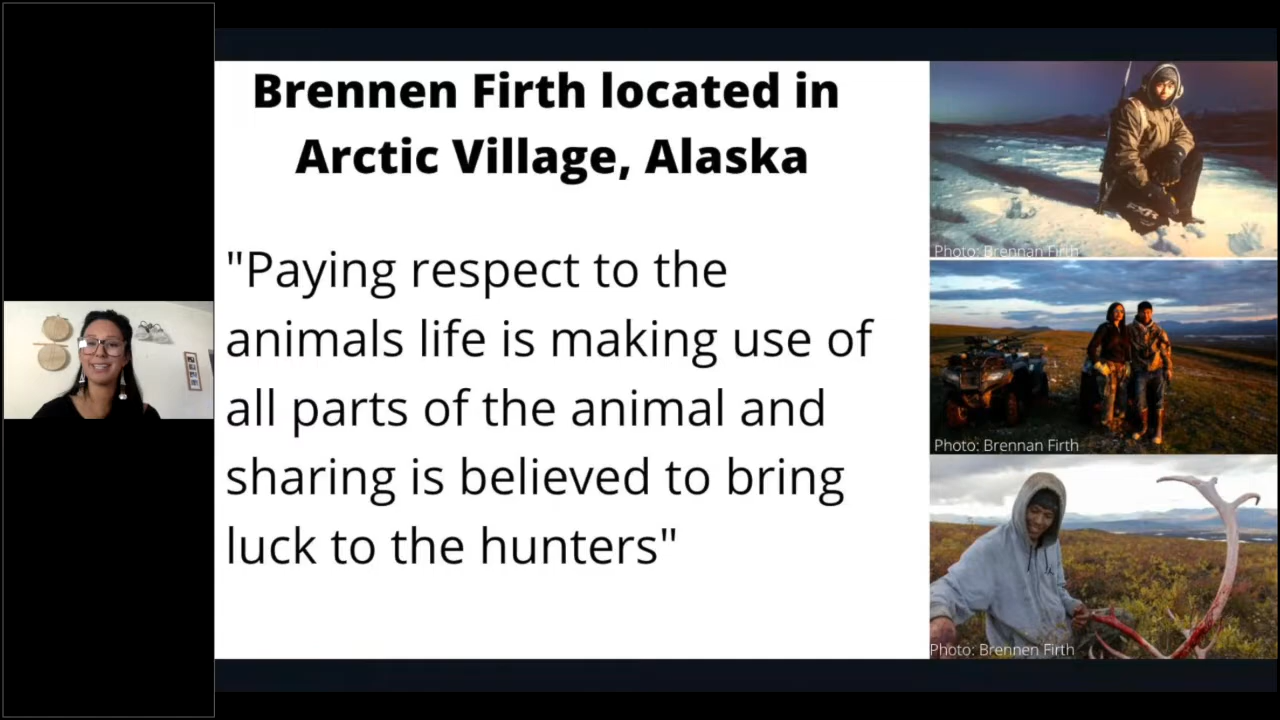 Brennen Firth located in
Arctic Village, Alaska
"Paying respect to the
animals life is making use of
all parts of the animal and
sharing is believed to bring
luck to the hunters"
Photo: Brennan Firth
Photo: Brennan Firth
Photo: Brennen Firth